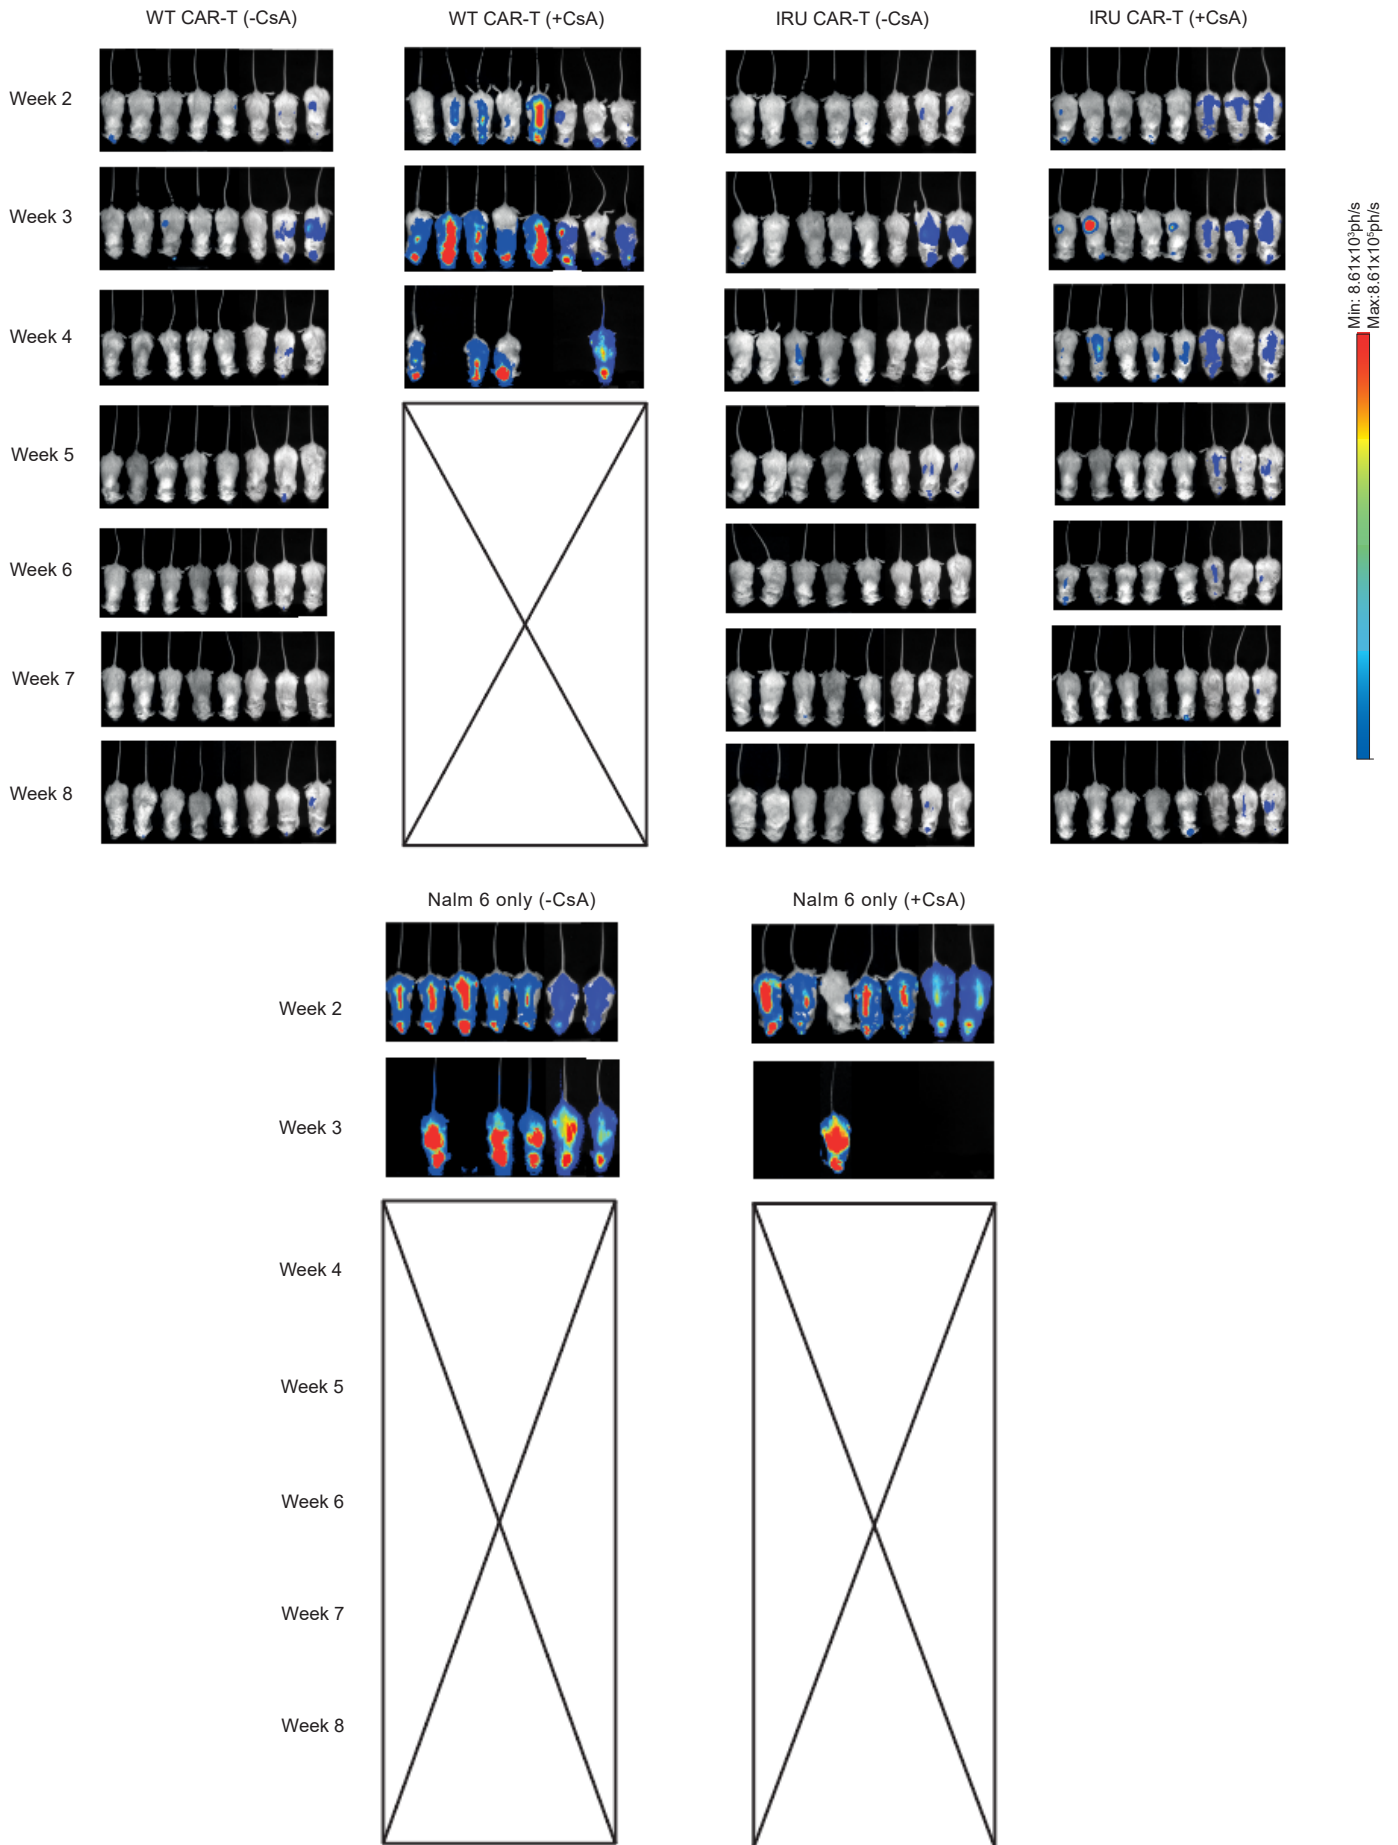 WT CAR-T (-CsA)
WT CAR-T (+CsA)
IRU CAR-T (-CsA)
IRU CAR-T (+CsA)
Week 2
Week 3
Week 4
Week 5
Week 6
Week 7
Week 8
Min: 8.61x10³ph/s
Max:8.61x10⁵ph/s
Nalm 6 only (-CsA)
Nalm 6 only (+CsA)
Week 2
Week 3
Week 4
Week 5
Week 6
Week 7
Week 8